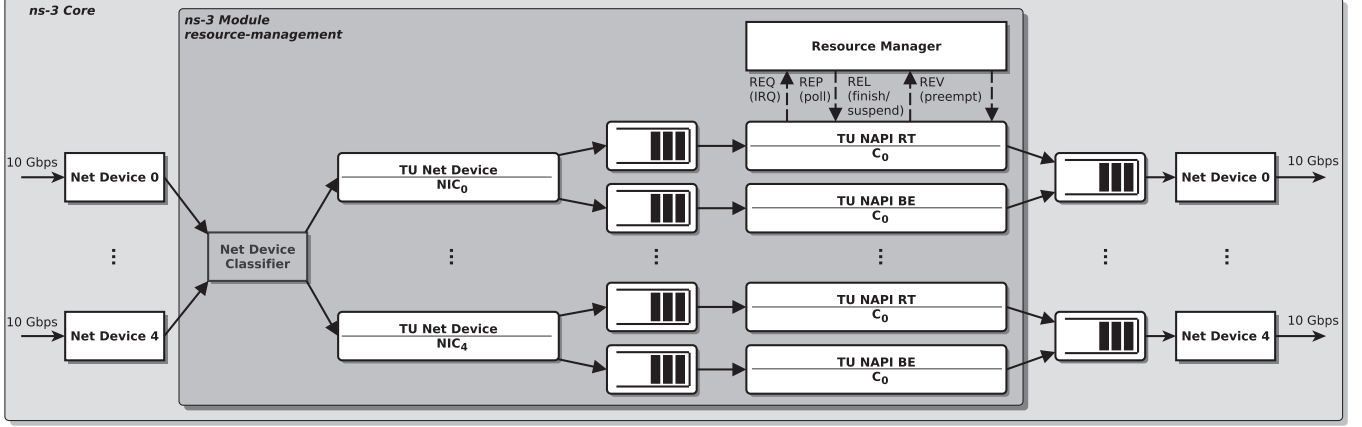 ns-3 Core
ns-3 Module
resource-management
Resource Manager
REQ
(IRQ)
REP
(poll)
REL
(finish/
suspend)
REV
(preempt)
10 Gbps
Net Device 0
Net Device
Classifier
10 Gbps
Net Device 4
TU Net Device
NIC0
TU Net Device
NIC4
TU NAPI RT
C0
TU NAPI BE
C0
TU NAPI RT
C0
TU NAPI BE
C0
Net Device 0
10 Gbps
Net Device 4
10 Gbps